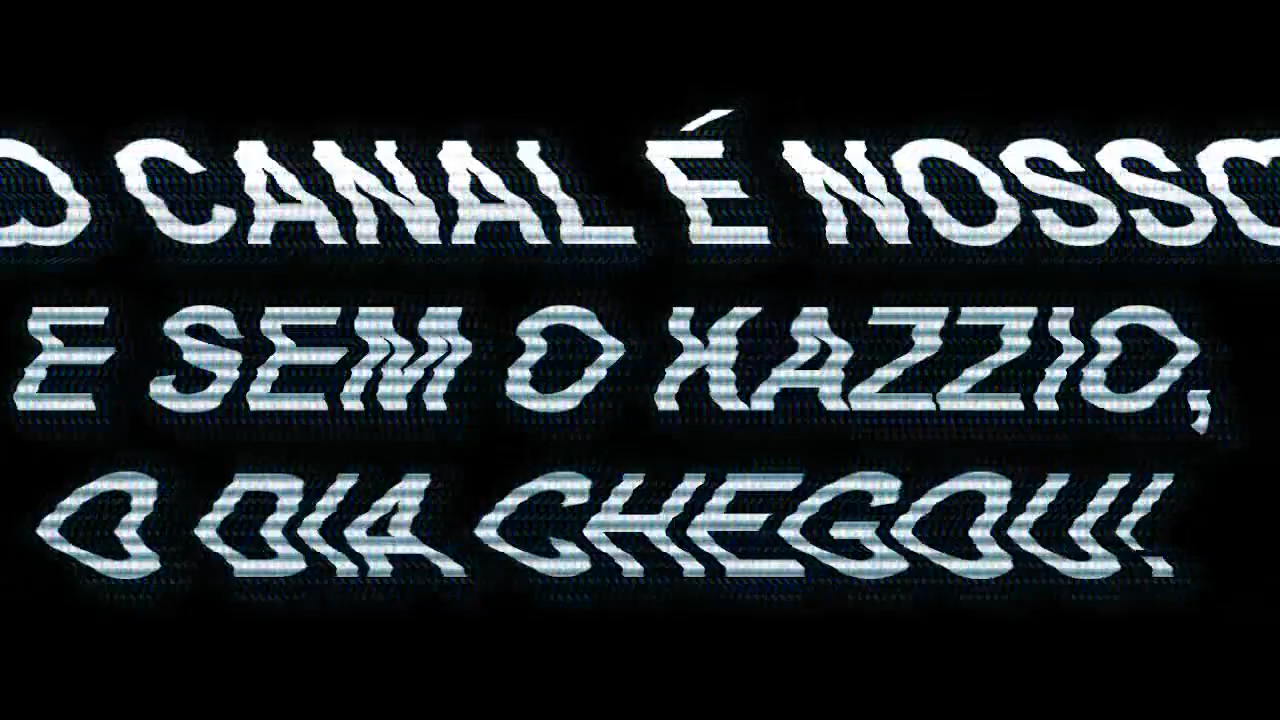 O CANAL É NOSSO
E SEM O KAZZIO,
O DIA CHEGOU!